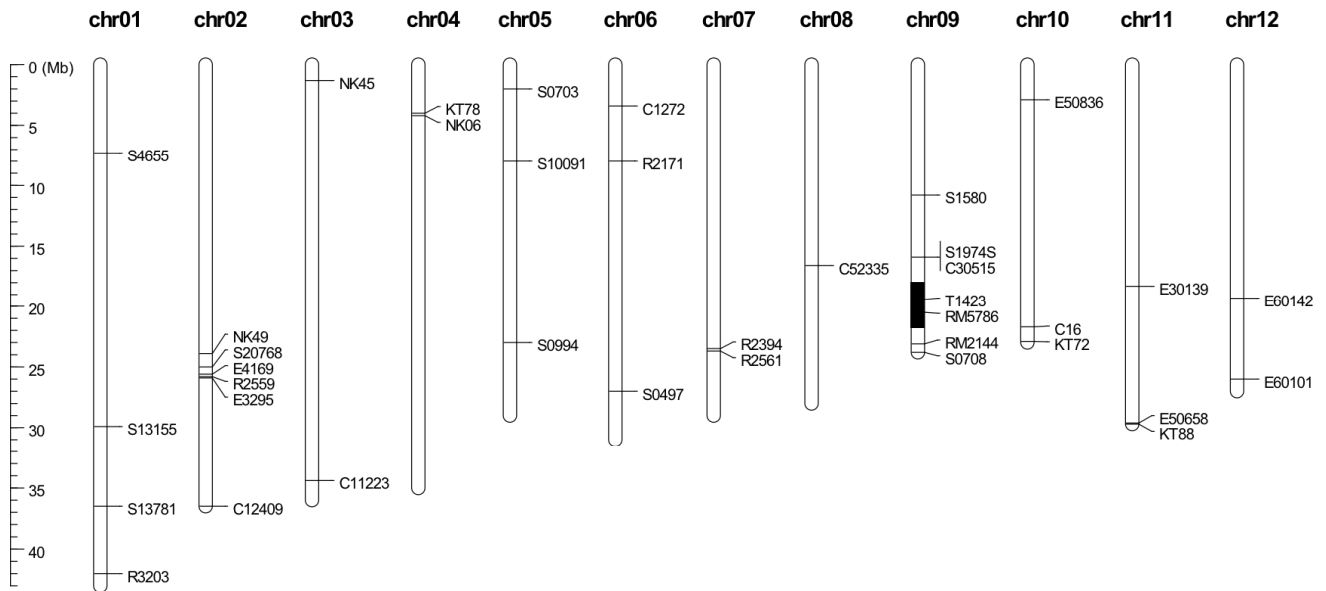 chr01 chr02 chr03 chr04 chr05 chr06 chr07 chr08 chr09 chr10 chr11 chr12
0 (Mb)
5
10
15
20
25
30
35
40
S4655
S13155
S13781
R3203
NK49
S20768
E4169
R2559
E3295
C12409
NK45
C11223
KT78
NK06
S0703
S10091
S0994
C1272
R2171
S0497
R2394
R2561
C52335
S1580
S1974S
C30515
T1423
RM5786
RM2144
S0708
E50836
C16
KT72
E30139
E50658
KT88
E60142
E60101